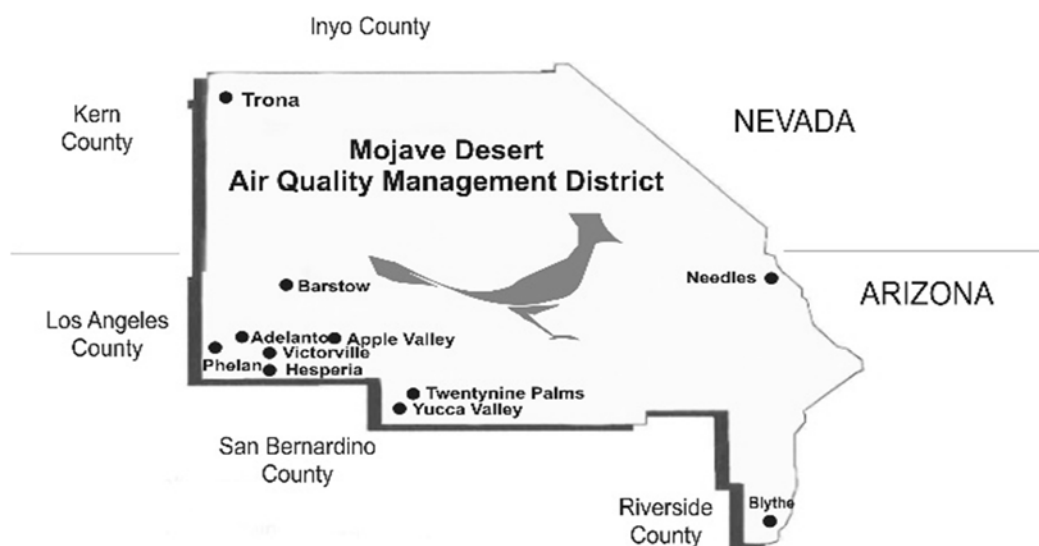 Inyo County
Kern
County
Trona
NEVADA
Mojave Desert
Air Quality Management District
Needles
ARIZONA
Barstow
Los Angeles
County
Adelanto
Apple Valley
Victorville
Phelan
Hesperia
Twentynine Palms
Yucca Valley
San Bernardino
County
Riverside
County
Blythe